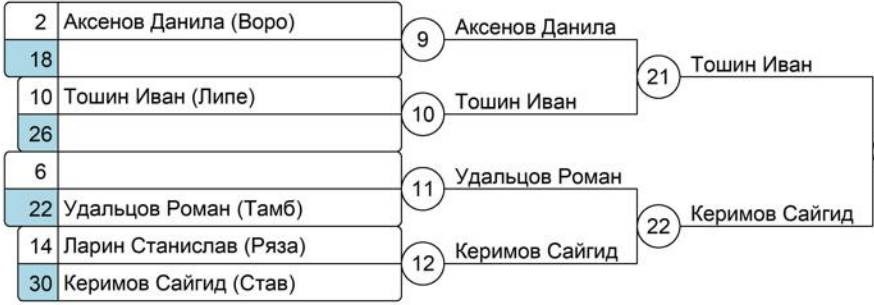 2 Аксенов Данила (Воро)
18
10 Тошин Иван (Липе)
26
6
22 Удальцов Роман (Тамб)
14 Ларин Станислав (Ряза)
30 Керимов Сайгид (Став)
9 Аксенов Данила
10 Тошин Иван
11 Удальцов Роман
12 Керимов Сайгид
21 Тошин Иван
22 Керимов Сайгид